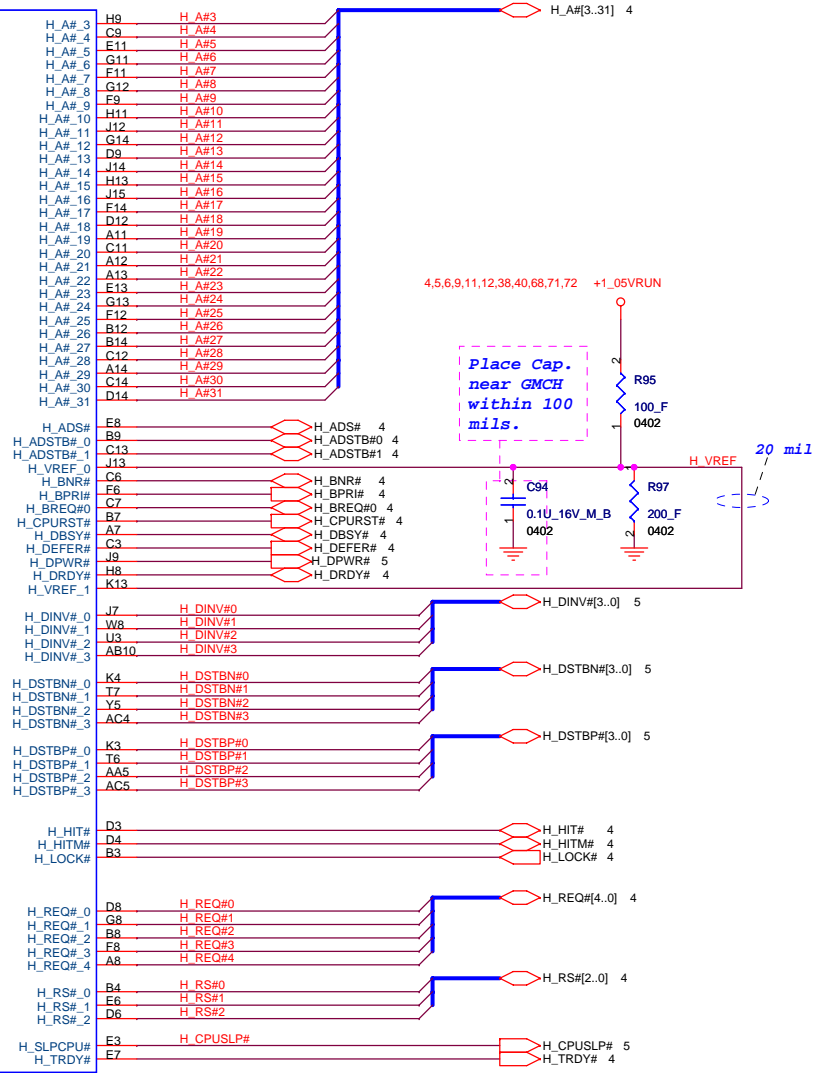 H_A#_3 H9 H_A#3 H_A#[3..31] 4
H_A#_4 C9 H_A#4
H_A#_5 E11 H_A#5
H_A#_6 G11 H_A#6
H_A#_7 F11 H_A#7
H_A#_8 G12 H_A#8
H_A#_9 F9 H_A#9
H_A#_10 H11 H_A#10
H_A#_11 J12 H_A#11
H_A#_12 G14 H_A#12
H_A#_13 D9 H_A#13
H_A#_14 J14 H_A#14
H_A#_15 H13 H_A#15
H_A#_16 J15 H_A#16
H_A#_17 F14 H_A#17
H_A#_18 D12 H_A#18
H_A#_19 A11 H_A#19
H_A#_20 C11 H_A#20
H_A#_21 A12 H_A#21
H_A#_22 A13 H_A#22
H_A#_23 E13 H_A#23
H_A#_24 G13 H_A#24
H_A#_25 F12 H_A#25
H_A#_26 B12 H_A#26
H_A#_27 B14 H_A#27
H_A#_28 C12 H_A#28
H_A#_29 A14 H_A#29
H_A#_30 C14 H_A#30
H_A#_31 D14 H_A#31
4,5,6,9,11,12,38,40,68,71,72 +1_05VRUN
Place Cap.
near GMCH
within 100
mils.
2
R95
100_F
1
0402
H_ADS# E8 H_ADS# 4
H_ADSTB#_0 B9 H_ADSTB#0 4
H_ADSTB#_1 C13 H_ADSTB#1 4
H_VREF_0 J13 H_VREF
20 mil
H_BNR# C6 H_BNR# 4
H_BPRI# F6 H_BPRI# 4
H_BREQ#0 C7 H_BREQ#0 4
H_CPURST# B7 H_CPURST# 4
H_DBSY# A7 H_DBSY# 4
H_DEFER# C3 H_DEFER# 4
H_DPWR# J9 H_DPWR# 5
H_DRDY# H8 H_DRDY# 4
H_VREF_1 K13
2
C94
0.1U_16V_M_B
1
0402
1
R97
200_F
2
0402
H_DINV#_0 J7 H_DINV#0 H_DINV#[3..0] 5
H_DINV#_1 W8 H_DINV#1
H_DINV#_2 U3 H_DINV#2
H_DINV#_3 AB10 H_DINV#3
H_DSTBN#_0 K4 H_DSTBN#0 H_DSTBN#[3..0] 5
H_DSTBN#_1 T7 H_DSTBN#1
H_DSTBN#_2 Y5 H_DSTBN#2
H_DSTBN#_3 AC4 H_DSTBN#3
H_DSTBP#_0 K3 H_DSTBP#0 H_DSTBP#[3..0] 5
H_DSTBP#_1 T6 H_DSTBP#1
H_DSTBP#_2 AA5 H_DSTBP#2
H_DSTBP#_3 AC5 H_DSTBP#3
H_HIT# D3 H_HIT# 4
H_HITM# D4 H_HITM# 4
H_LOCK# B3 H_LOCK# 4
H_REQ#_0 D8 H_REQ#0 H_REQ#[4..0] 4
H_REQ#_1 G8 H_REQ#1
H_REQ#_2 B8 H_REQ#2
H_REQ#_3 F8 H_REQ#3
H_REQ#_4 A8 H_REQ#4
H_RS#_0 B4 H_RS#0 H_RS#[2..0] 4
H_RS#_1 E6 H_RS#1
H_RS#_2 D6 H_RS#2
H_SLPCPU# E3 H_CPUSLP# H_CPUSLP# 5
H_TRDY# E7 H_TRDY# 4